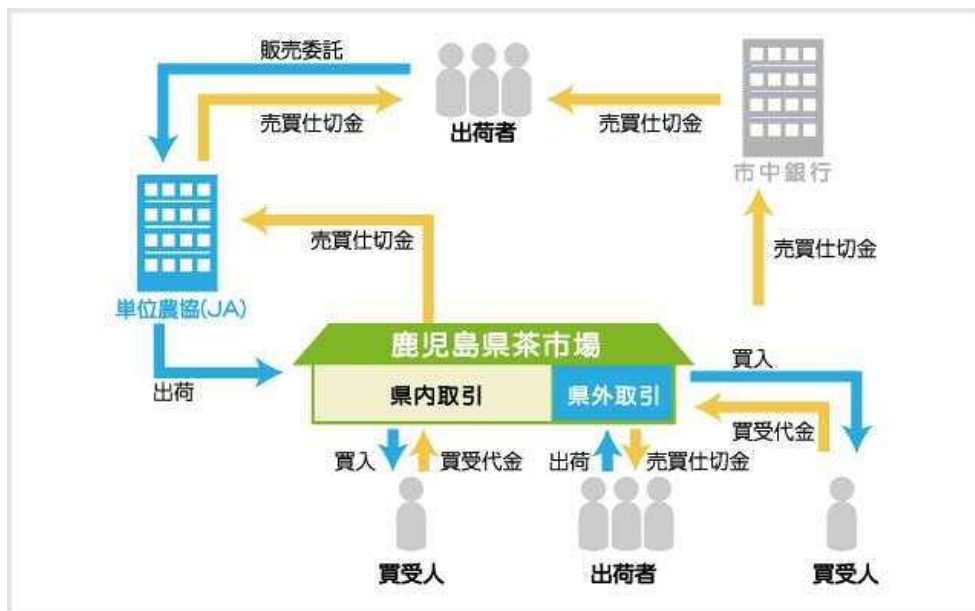 販売委託
売買仕切金
出荷者
売買仕切金
市中銀行
売買仕切金
売買仕切金
単位農協(JA)
出荷
鹿児島県茶市場
県内取引
県外取引
買入
買受代金
買入
買受代金
出荷
売買仕切金
買受人
出荷者
買受人